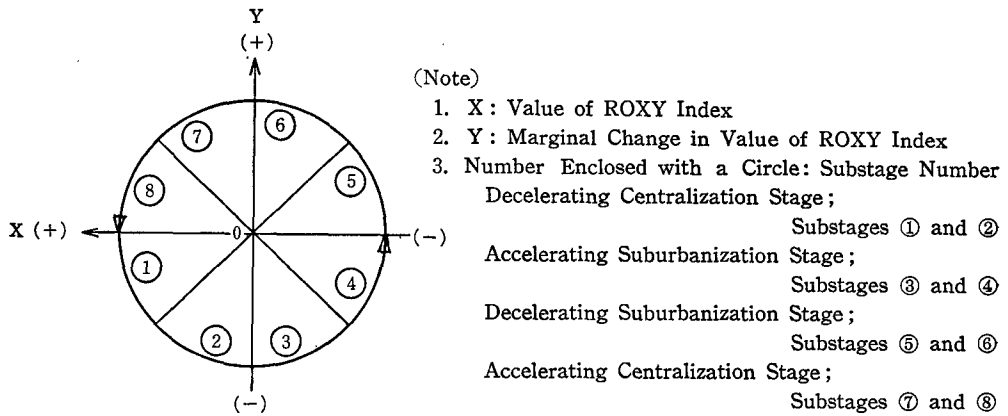 Y
(+)
⑦ ⑥
⑧ ⑤
X (+) 0 (-)
① ④
② ③
(-)
(Note)
1. X: Value of ROXY Index
2. Y: Marginal Change in Value of ROXY Index
3. Number Enclosed with a Circle: Substage Number
Decelerating Centralization Stage;
Substages ① and ②
Accelerating Suburbanization Stage;
Substages ③ and ④
Decelerating Suburbanization Stage;
Substages ⑤ and ⑥
Accelerating Centralization Stage;
Substages ⑦ and ⑧